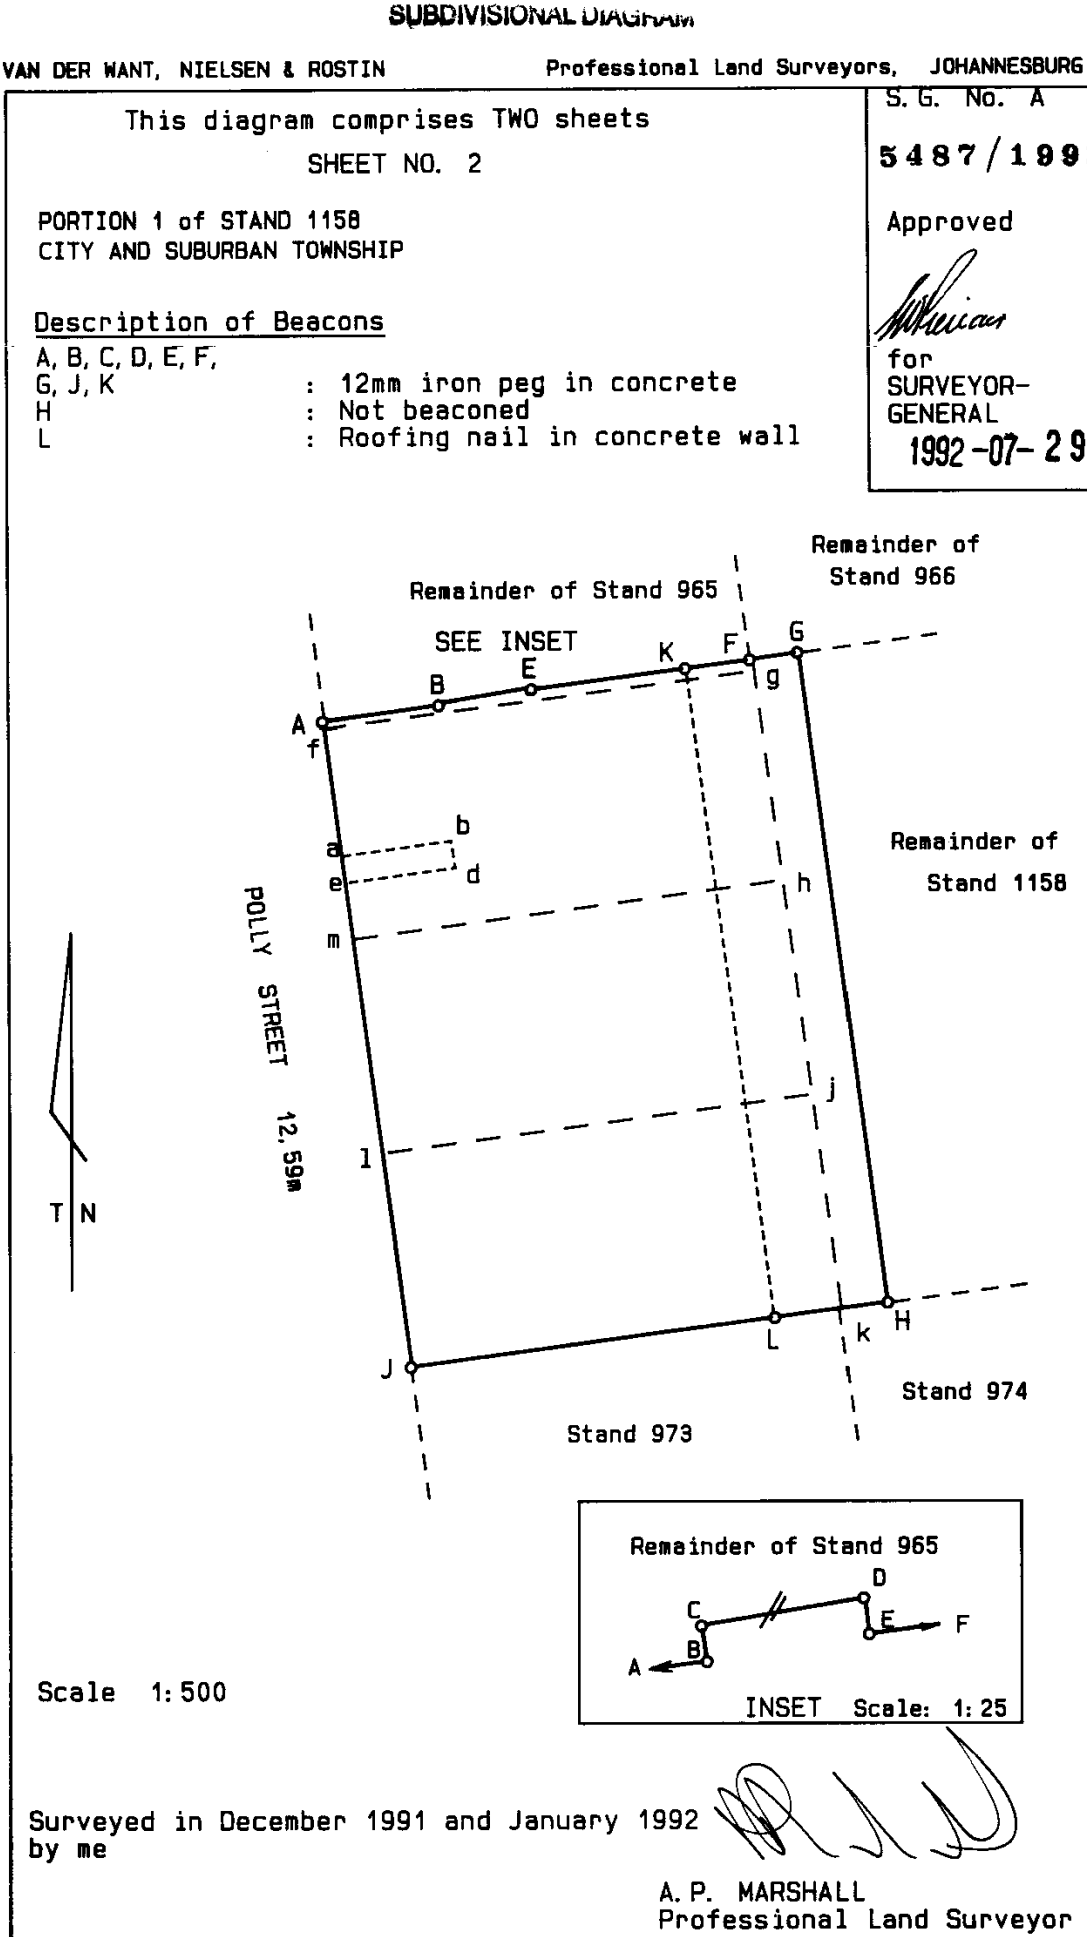 SUBDIVISIONAL DIAGRAM
VAN DER WANT, NIELSEN & ROSTIN Professional Land Surveyors, JOHANNESBURG
This diagram comprises TWO sheets
SHEET NO. 2
S.G. No. A
5487/199
Approved
for
SURVEYOR-
GENERAL
1992-07-29
PORTION 1 of STAND 1158
CITY AND SUBURBAN TOWNSHIP
Description of Beacons
A, B, C, D, E, F,
G, J, K : 12mm iron peg in concrete
H : Not beaconed
L : Roofing nail in concrete wall
Remainder of
Stand 966
Remainder of Stand 965
SEE INSET
A
B
E
K
F
G
f
g
a
b
e
d
m
h
Remainder of
Stand 1158
POLLY STREET 12,59m
l
j
T N
J
L
k
H
Stand 974
Stand 973
Remainder of Stand 965
C
D
B
E
A
F
INSET Scale: 1:25
Scale 1:500
Surveyed in December 1991 and January 1992
by me
A.P. MARSHALL
Professional Land Surveyor